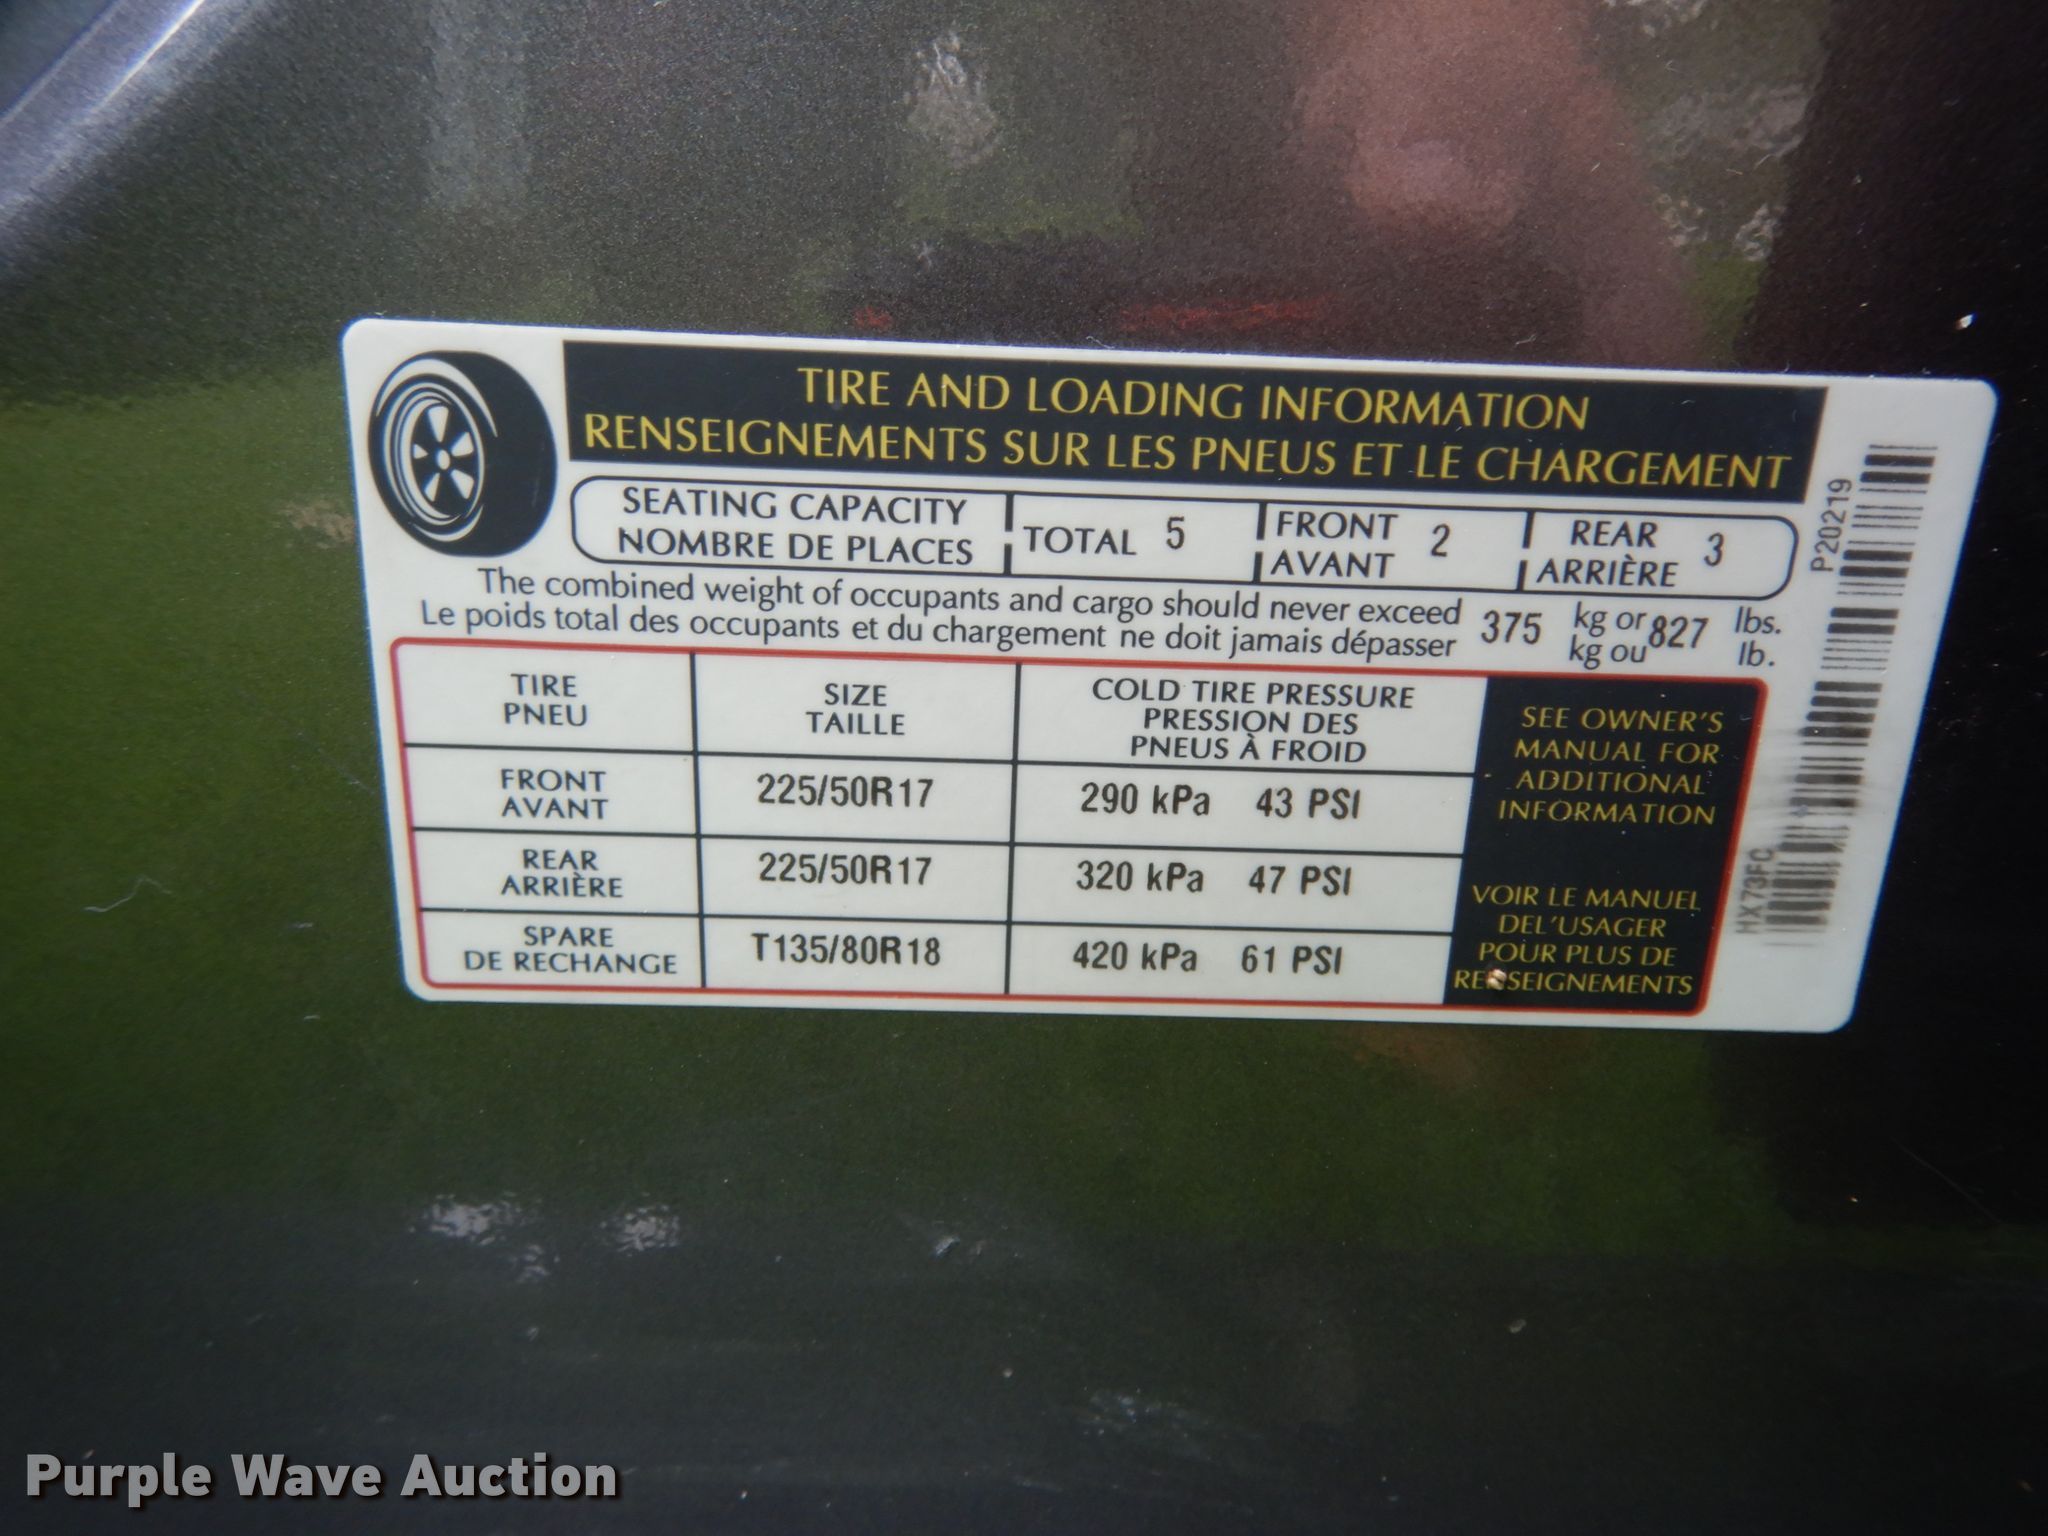 TIRE AND LOADING INFORMATION
RENSEIGNEMENTS SUR LES PNEUS ET LE CHARGEMENT
SEATING CAPACITY
NOMBRE DE PLACES
TOTAL 5
FRONT
AVANT
2
REAR
ARRIÈRE
3
The combined weight of occupants and cargo should never exceed
Le poids total des occupants et du chargement ne doit jamais dépasser
375
kg or
kg ou
827
lbs.
lb.
TIRE
PNEU
SIZE
TAILLE
COLD TIRE PRESSURE
PRESSION DES
PNEUS À FROID
FRONT
AVANT
225/50R17
290 kPa 43 PSI
REAR
ARRIÈRE
225/50R17
320 kPa 47 PSI
SPARE
DE RECHANGE
T135/80R18
420 kPa 61 PSI
SEE OWNER'S
MANUAL FOR
ADDITIONAL
INFORMATION
VOIR LE MANUEL
DEL'USAGER
POUR PLUS DE
RENSEIGNEMENTS
P20219
HX73FC
Purple Wave Auction